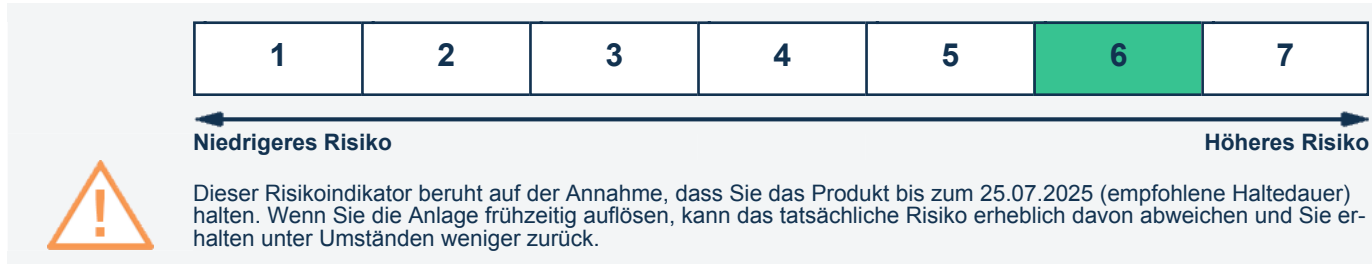 1 2 3 4 5 6 7
Niedrigeres Risiko Höheres Risiko
Dieser Risikoindikator beruht auf der Annahme, dass Sie das Produkt bis zum 25.07.2025 (empfohlene Haltedauer)
halten. Wenn Sie die Anlage frühzeitig auflösen, kann das tatsächliche Risiko erheblich davon abweichen und Sie er-
halten unter Umständen weniger zurück.
!